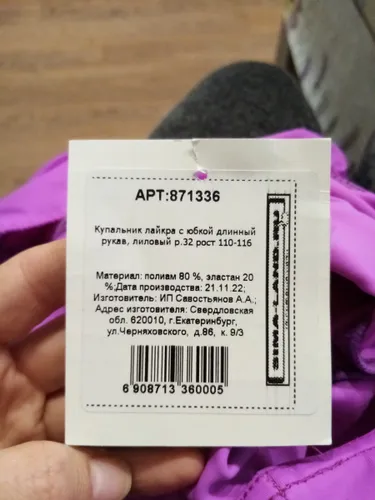 АРТ:871336
Купальник лайкра с юбкой длинный
рукав, лиловый р.32 рост 110-116
Материал: полиам 80 %, эластан 20
%;Дата производства: 21.11.22;
Изготовитель: ИП Савостьянов А.А.;
Адрес изготовителя: Свердловская
обл. 620010, г.Екатеринбург,
ул.Черняховского, д.86, к. 9/3
6 908713 360005
SIMA-LAND.RU